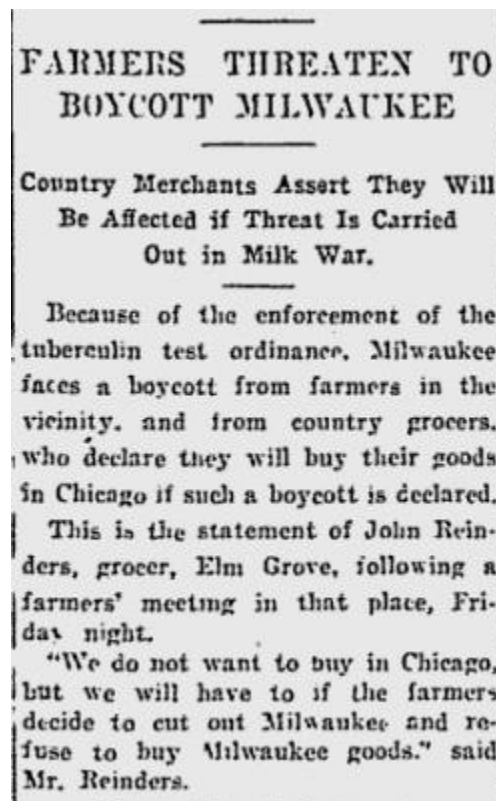 FARMERS THREATEN TO
BOYCOTT MILWAUKEE
Country Merchants Assert They Will
Be Affected if Threat Is Carried
Out in Milk War.
Because of the enforcement of the
tuberculin test ordinance, Milwaukee
faces a boycott from farmers in the
vicinity, and from country grocers,
who declare they will buy their goods
in Chicago if such a boycott is declared.
This is the statement of John Rein-
ders, grocer, Elm Grove, following a
farmers' meeting in that place, Fri-
day night.
"We do not want to buy in Chicago,
but we will have to if the farmers
decide to cut out Milwaukee and re-
fuse to buy Milwaukee goods." said
Mr. Reinders.